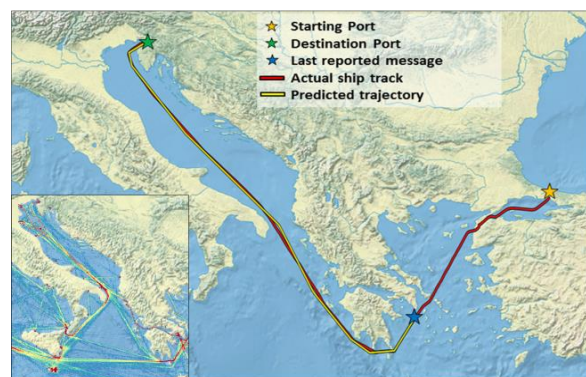 Starting Port
Destination Port
Last reported message
Actual ship track
Predicted trajectory